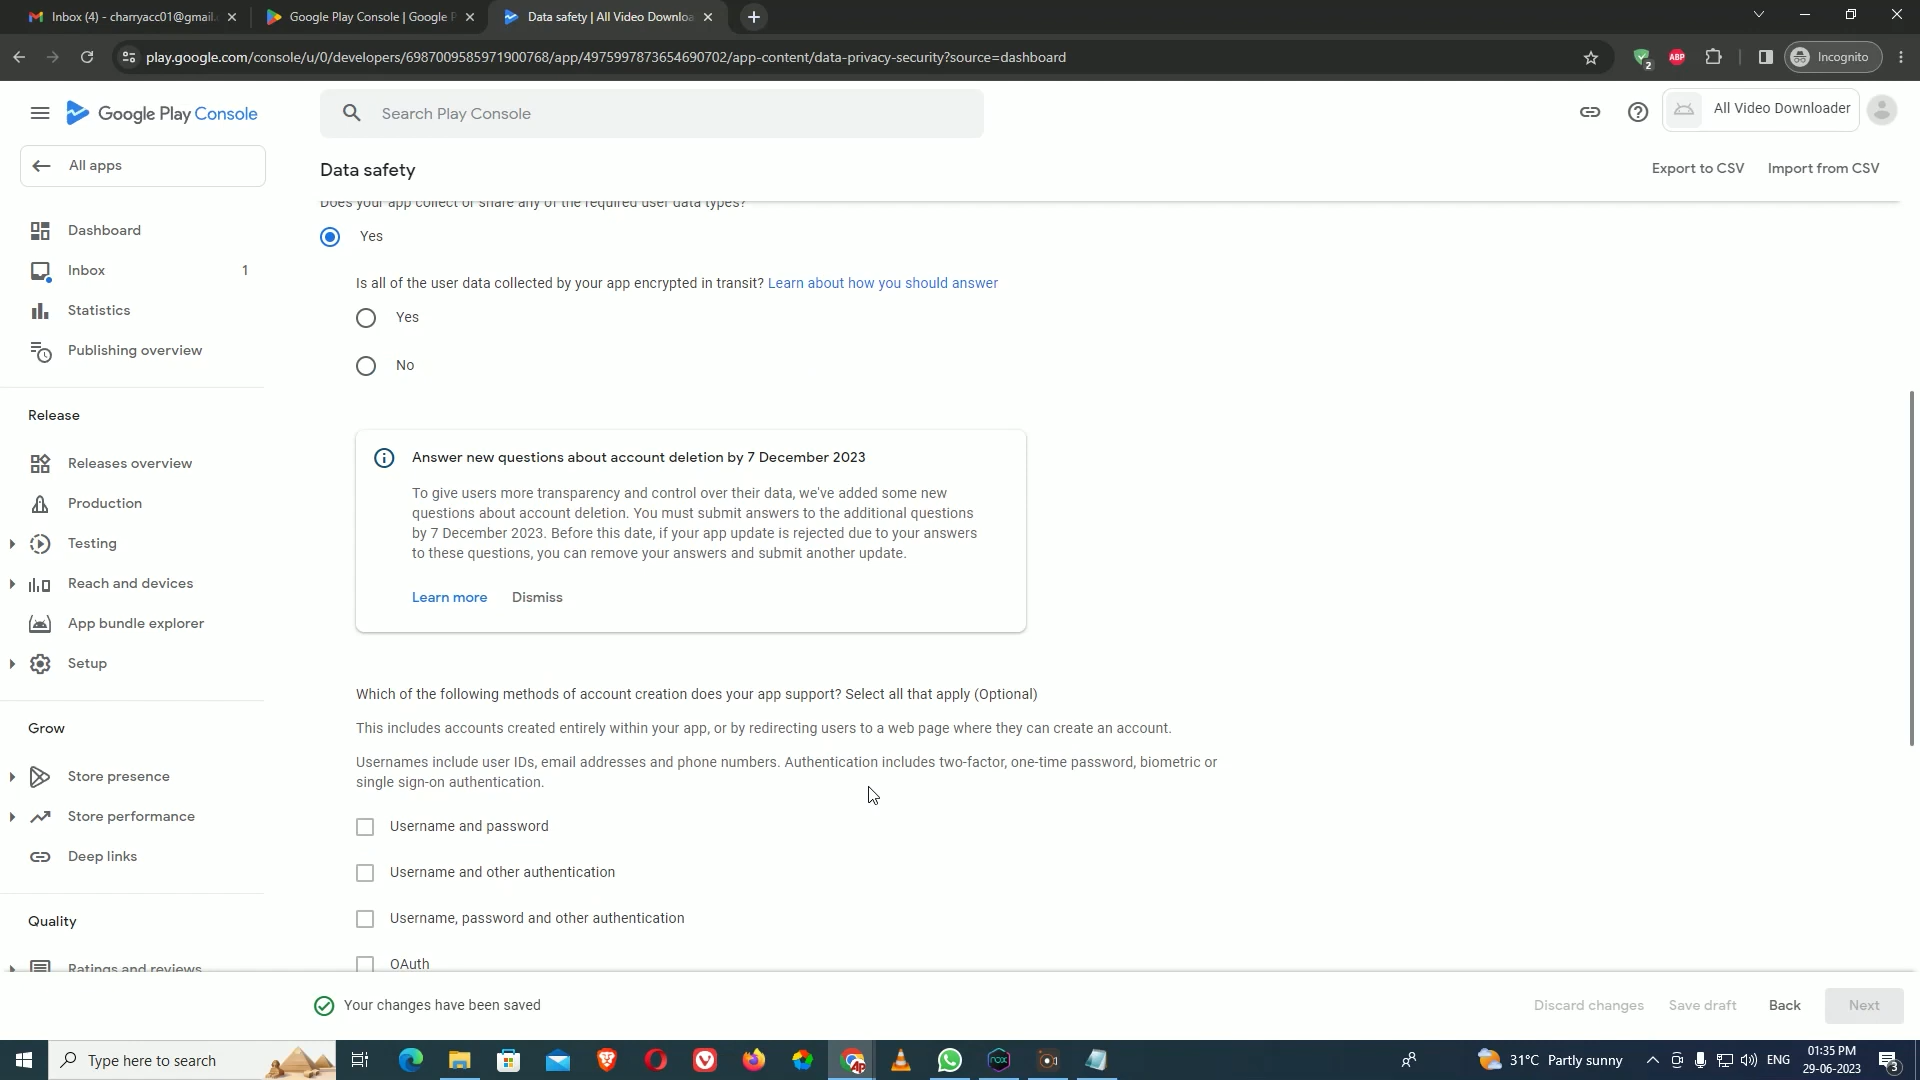 Inbox (4) - charryacc01@gmail.
Google Play Console | Google P
Data safety | All Video Downloa
play.google.com/console/u/0/developers/6987009585971900768/app/4975997873654690702/app-content/data-privacy-security?source=dashboard
2
ABP
Incognito
Google Play Console
Search Play Console
All Video Downloader
All apps
Data safety
Export to CSV
Import from CSV
Dashboard
Inbox 1
Statistics
Publishing overview
Release
Releases overview
Production
Testing
Reach and devices
App bundle explorer
Setup
Grow
Store presence
Store performance
Deep links
Quality
Ratings and reviews
Does your app collect or share any of the required user data types?
Yes
Is all of the user data collected by your app encrypted in transit? Learn about how you should answer
Yes
No
Answer new questions about account deletion by 7 December 2023
To give users more transparency and control over their data, we've added some new
questions about account deletion. You must submit answers to the additional questions
by 7 December 2023. Before this date, if your app update is rejected due to your answers
to these questions, you can remove your answers and submit another update.
Learn more Dismiss
Which of the following methods of account creation does your app support? Select all that apply (Optional)
This includes accounts created entirely within your app, or by redirecting users to a web page where they can create an account.
Usernames include user IDs, email addresses and phone numbers. Authentication includes two-factor, one-time password, biometric or
single sign-on authentication.
Username and password
Username and other authentication
Username, password and other authentication
OAuth
Your changes have been saved
Discard changes
Save draft
Back
Next
Type here to search
31°C Partly sunny
ENG
01:35 PM
29-06-2023
3